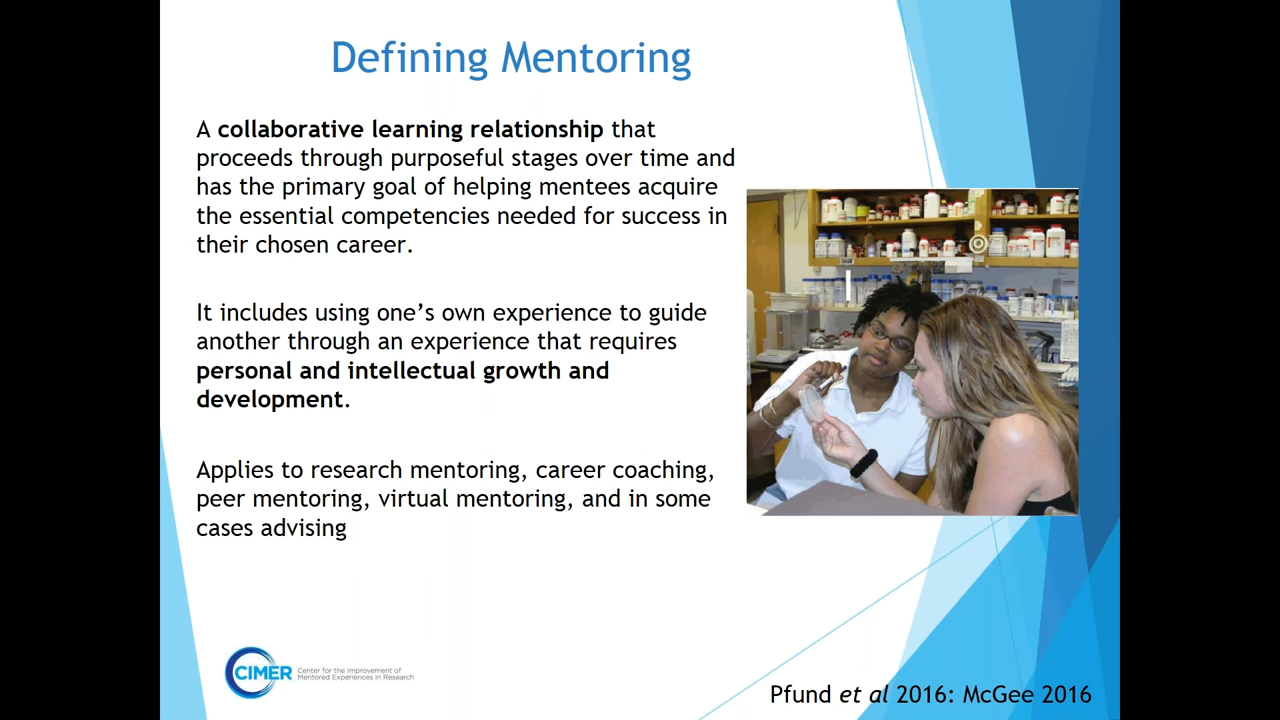 Defining Mentoring
A collaborative learning relationship that
proceeds through purposeful stages over time and
has the primary goal of helping mentees acquire
the essential competencies needed for success in
their chosen career.
It includes using one’s own experience to guide
another through an experience that requires
personal and intellectual growth and
development.
Applies to research mentoring, career coaching,
peer mentoring, virtual mentoring, and in some
cases advising
CIMER
Center for the Improvement of
Mentored Experiences in Research
Pfund et al 2016: McGee 2016